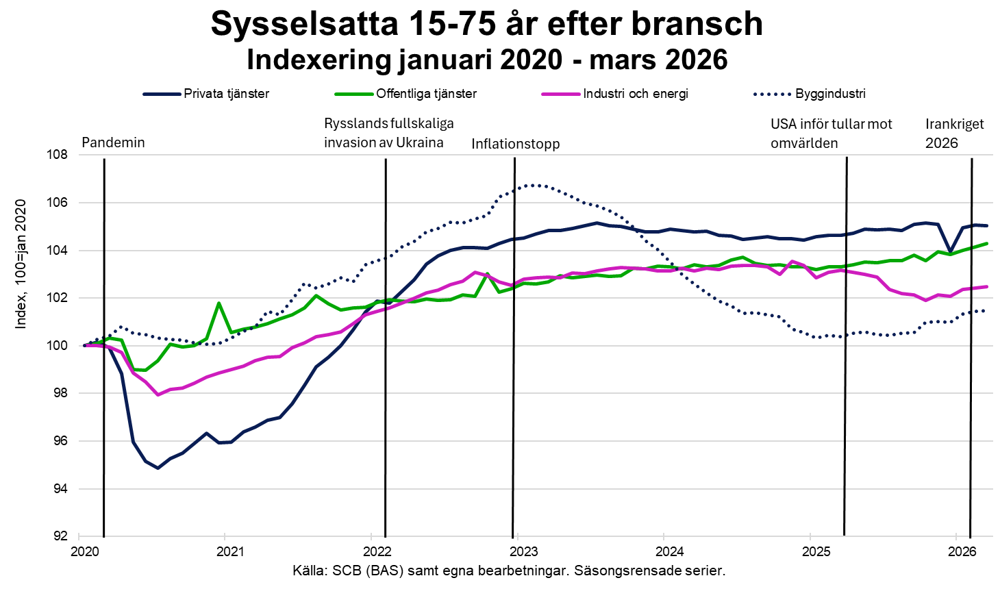 Sysselsatta 15-75 år efter bransch
Indexering januari 2020 - mars 2026
Privata tjänster
Offentliga tjänster
Industri och energi
Byggindustri
Pandemin
Rysslands fullskaliga
invasion av Ukraina
Inflationstopp
USA inför tullar mot
omvärlden
Irankriget
2026
Index, 100=jan 2020
108
106
104
102
100
98
96
94
92
2020
2021
2022
2023
2024
2025
2026
Källa: SCB (BAS) samt egna bearbetningar. Säsongsrensade serier.